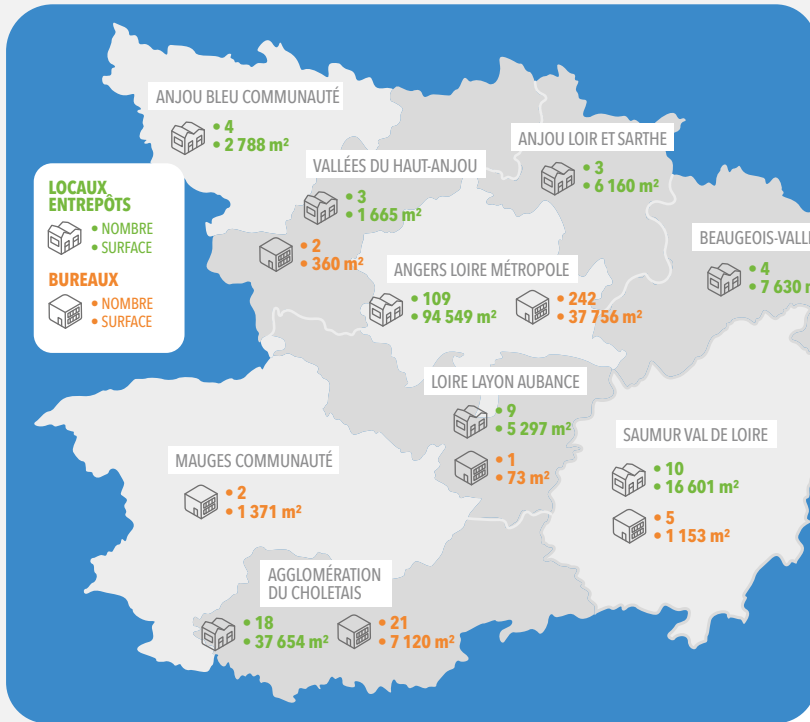 ANJOU BLEU COMMUNAUTÉ
• 4
• 2 788 m²
ANJOU LOIR ET SARTHE
• 3
• 6 160 m²
VALLÉES DU HAUT-ANJOU
• 3
• 1 665 m²
• 2
• 360 m²
LOCAUX
ENTREPÔTS
• NOMBRE
• SURFACE
BUREAUX
• NOMBRE
• SURFACE
BEAUGEOIS-VALL
• 4
• 7 630 m
ANGERS LOIRE MÉTROPOLE
• 109
• 94 549 m²
• 242
• 37 756 m²
LOIRE LAYON AUBANCE
• 9
• 5 297 m²
• 1
• 73 m²
SAUMUR VAL DE LOIRE
• 10
• 16 601 m²
• 5
• 1 153 m²
MAUGES COMMUNAUTÉ
• 2
• 1 371 m²
AGGLOMÉRATION
DU CHOLETAIS
• 18
• 37 654 m²
• 21
• 7 120 m²